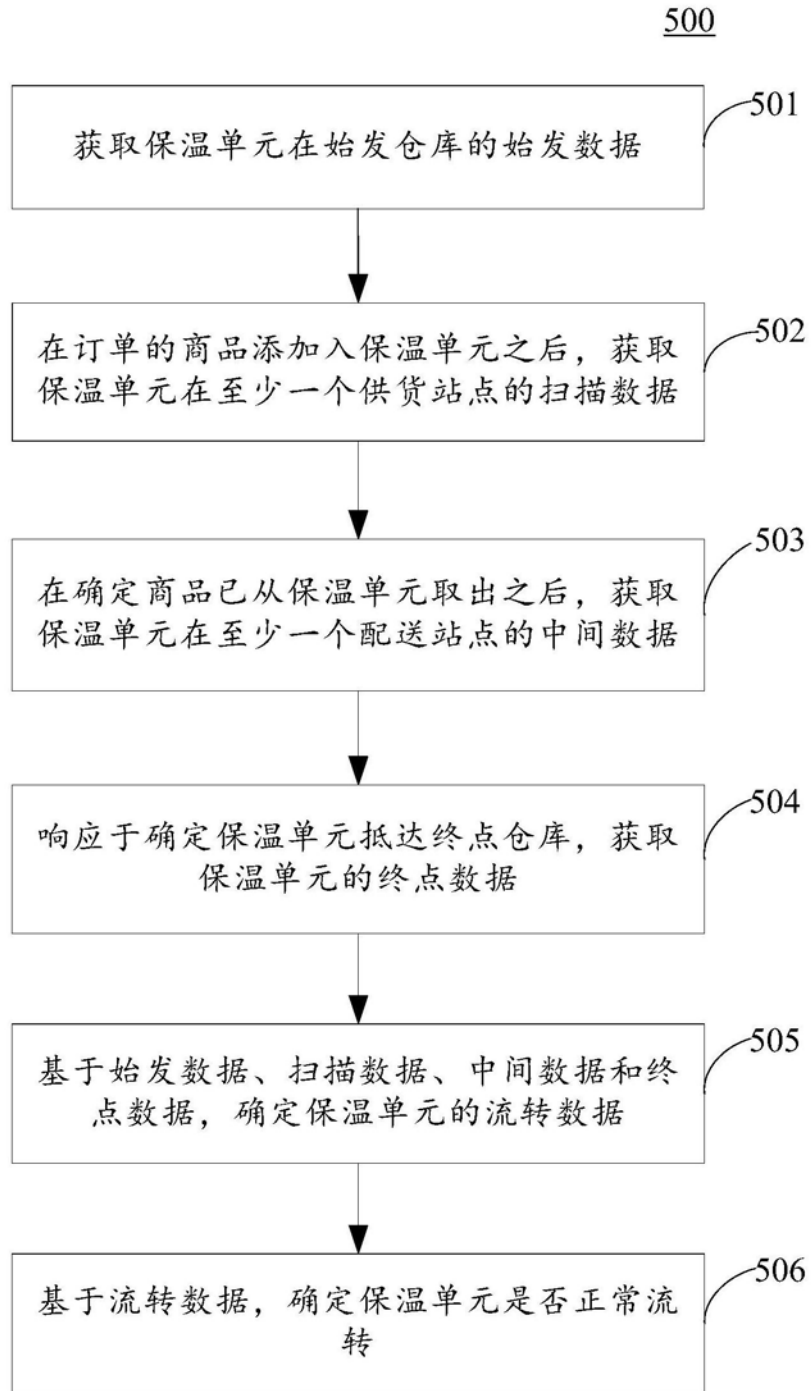 500
获取保温单元在始发仓库的始发数据
501
在订单的商品添加入保温单元之后，获取
保温单元在至少一个供货站点的扫描数据
502
在确定商品已从保温单元取出之后，获取
保温单元在至少一个配送站点的中间数据
503
响应于确定保温单元抵达终点仓库，获取
保温单元的终点数据
504
基于始发数据、扫描数据、中间数据和终
点数据，确定保温单元的流转数据
505
基于流转数据，确定保温单元是否正常流
转
506